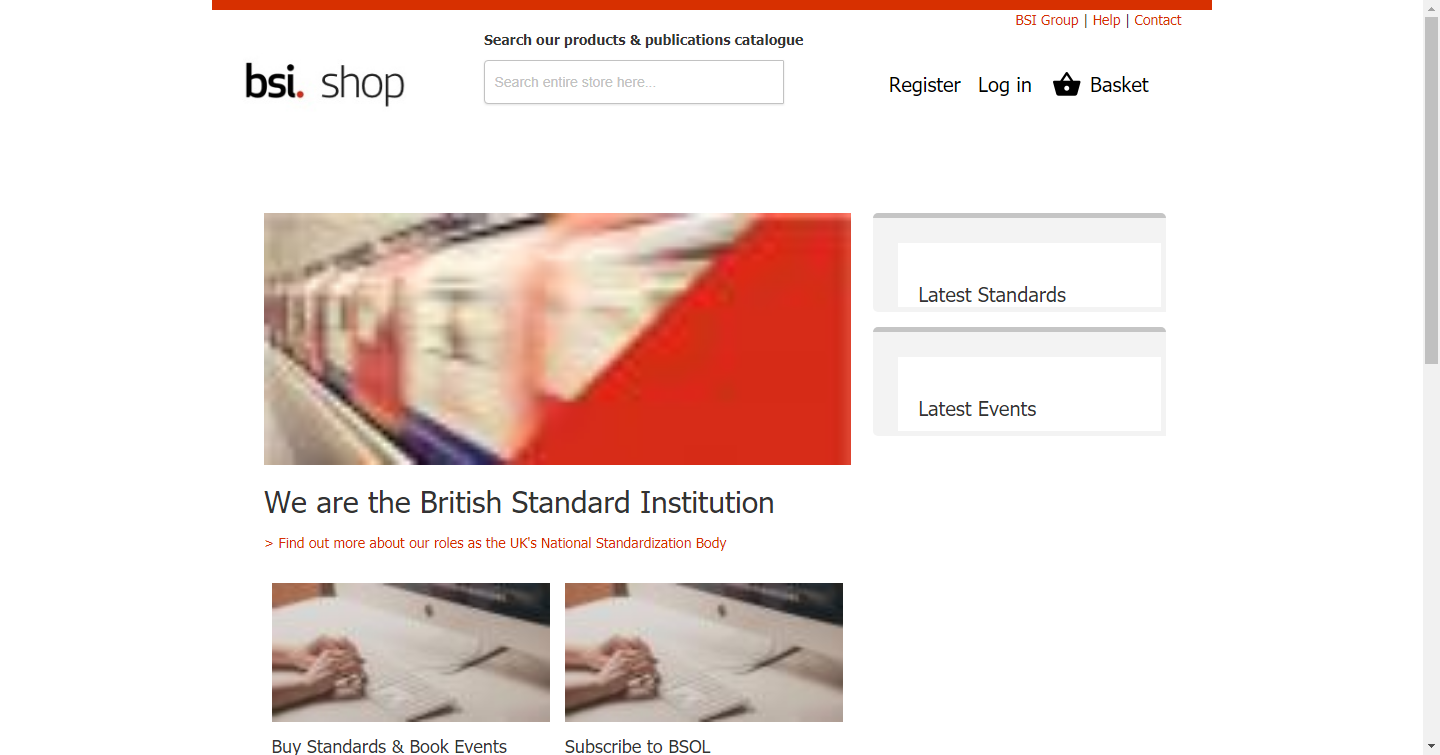 BSI Group | Help | Contact
Search our products & publications catalogue
bsi. shop
Search entire store here...
Register Log in Basket
Latest Standards
Latest Events
We are the British Standard Institution
> Find out more about our roles as the UK's National Standardization Body
Buy Standards & Book Events
Subscribe to BSOL